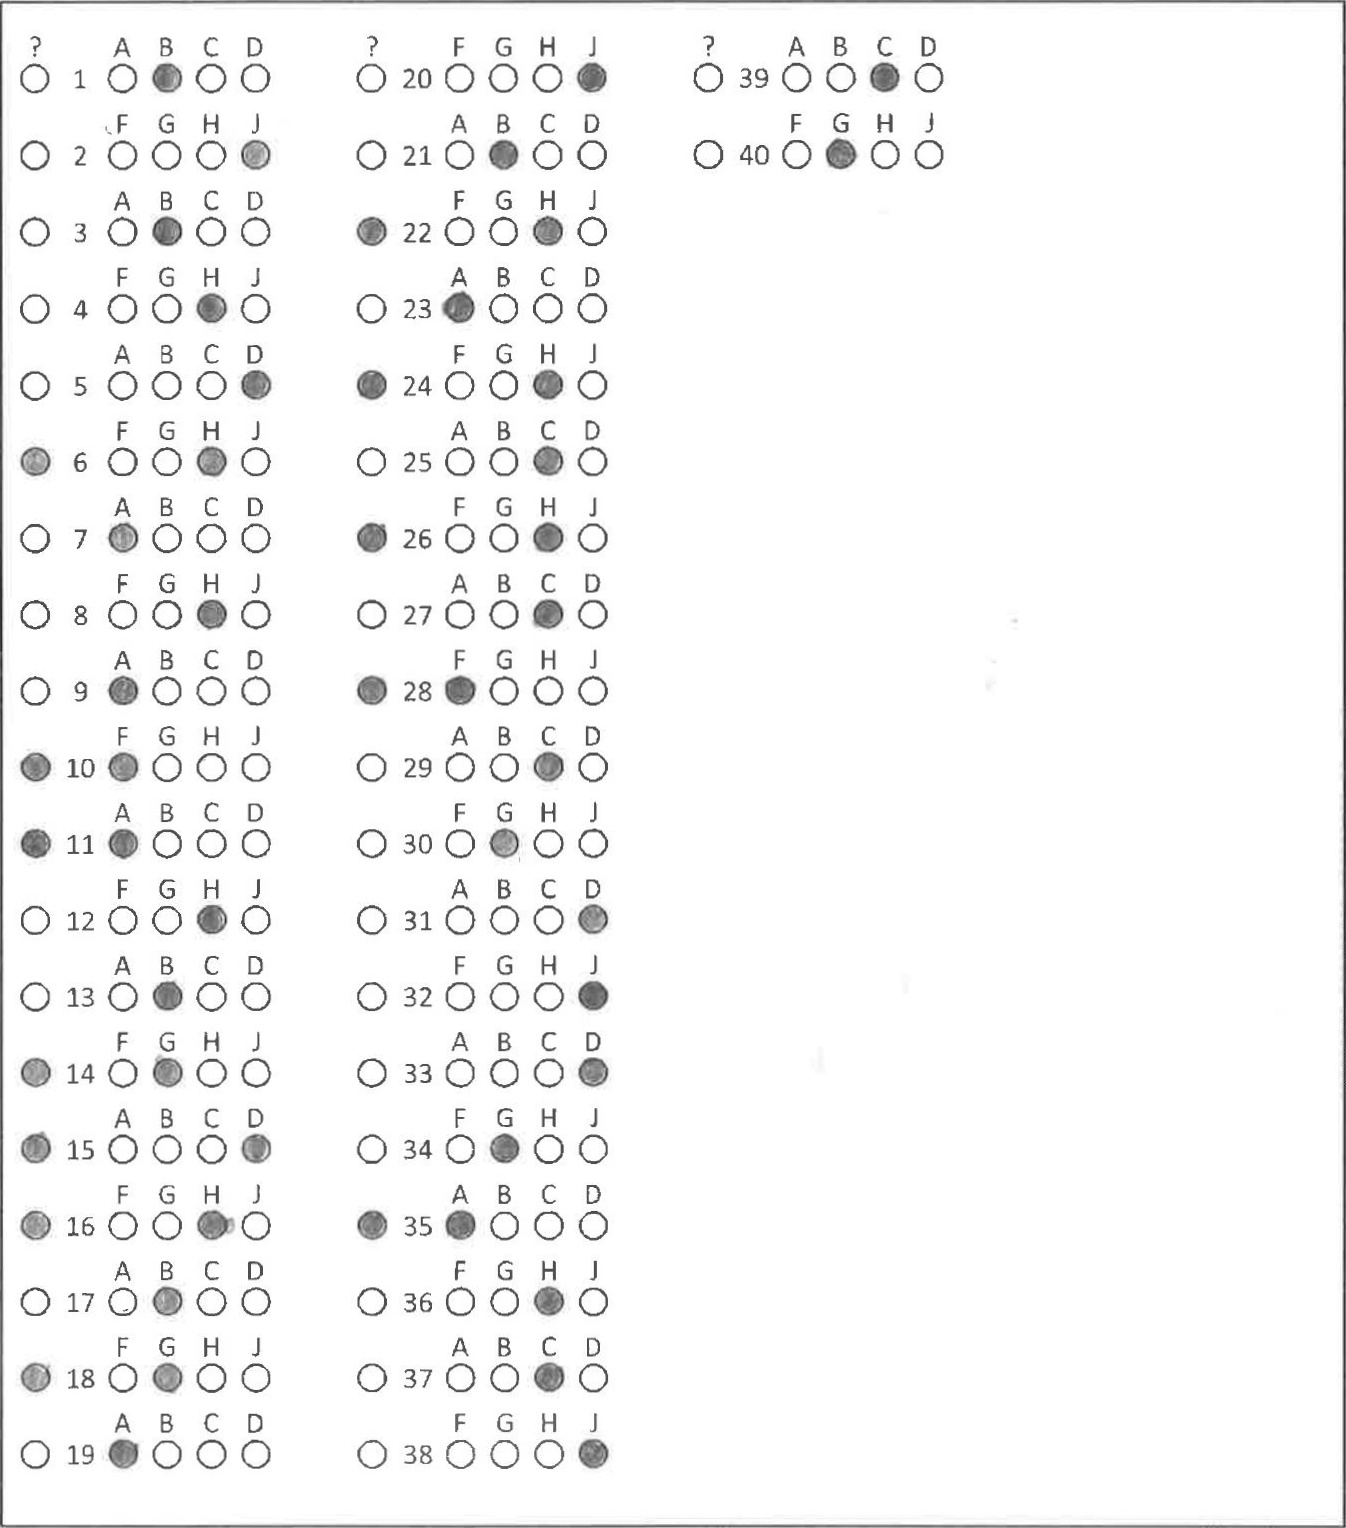 ? A B C D
1
F G H J
2
A B C D
3
F G H J
4
A B C D
5
F G H J
6
A B C D
7
F G H J
8
A B C D
9
F G H J
10
A B C D
11
F G H J
12
A B C D
13
F G H J
14
A B C D
15
F G H J
16
A B C D
17
F G H J
18
A B C D
19
? F G H J
20
A B C D
21
F G H J
22
A B C D
23
F G H J
24
A B C D
25
F G H J
26
A B C D
27
F G H J
28
A B C D
29
F G H J
30
A B C D
31
F G H J
32
A B C D
33
F G H J
34
A B C D
35
F G H J
36
A B C D
37
F G H J
38
? A B C D
39
F G H J
40